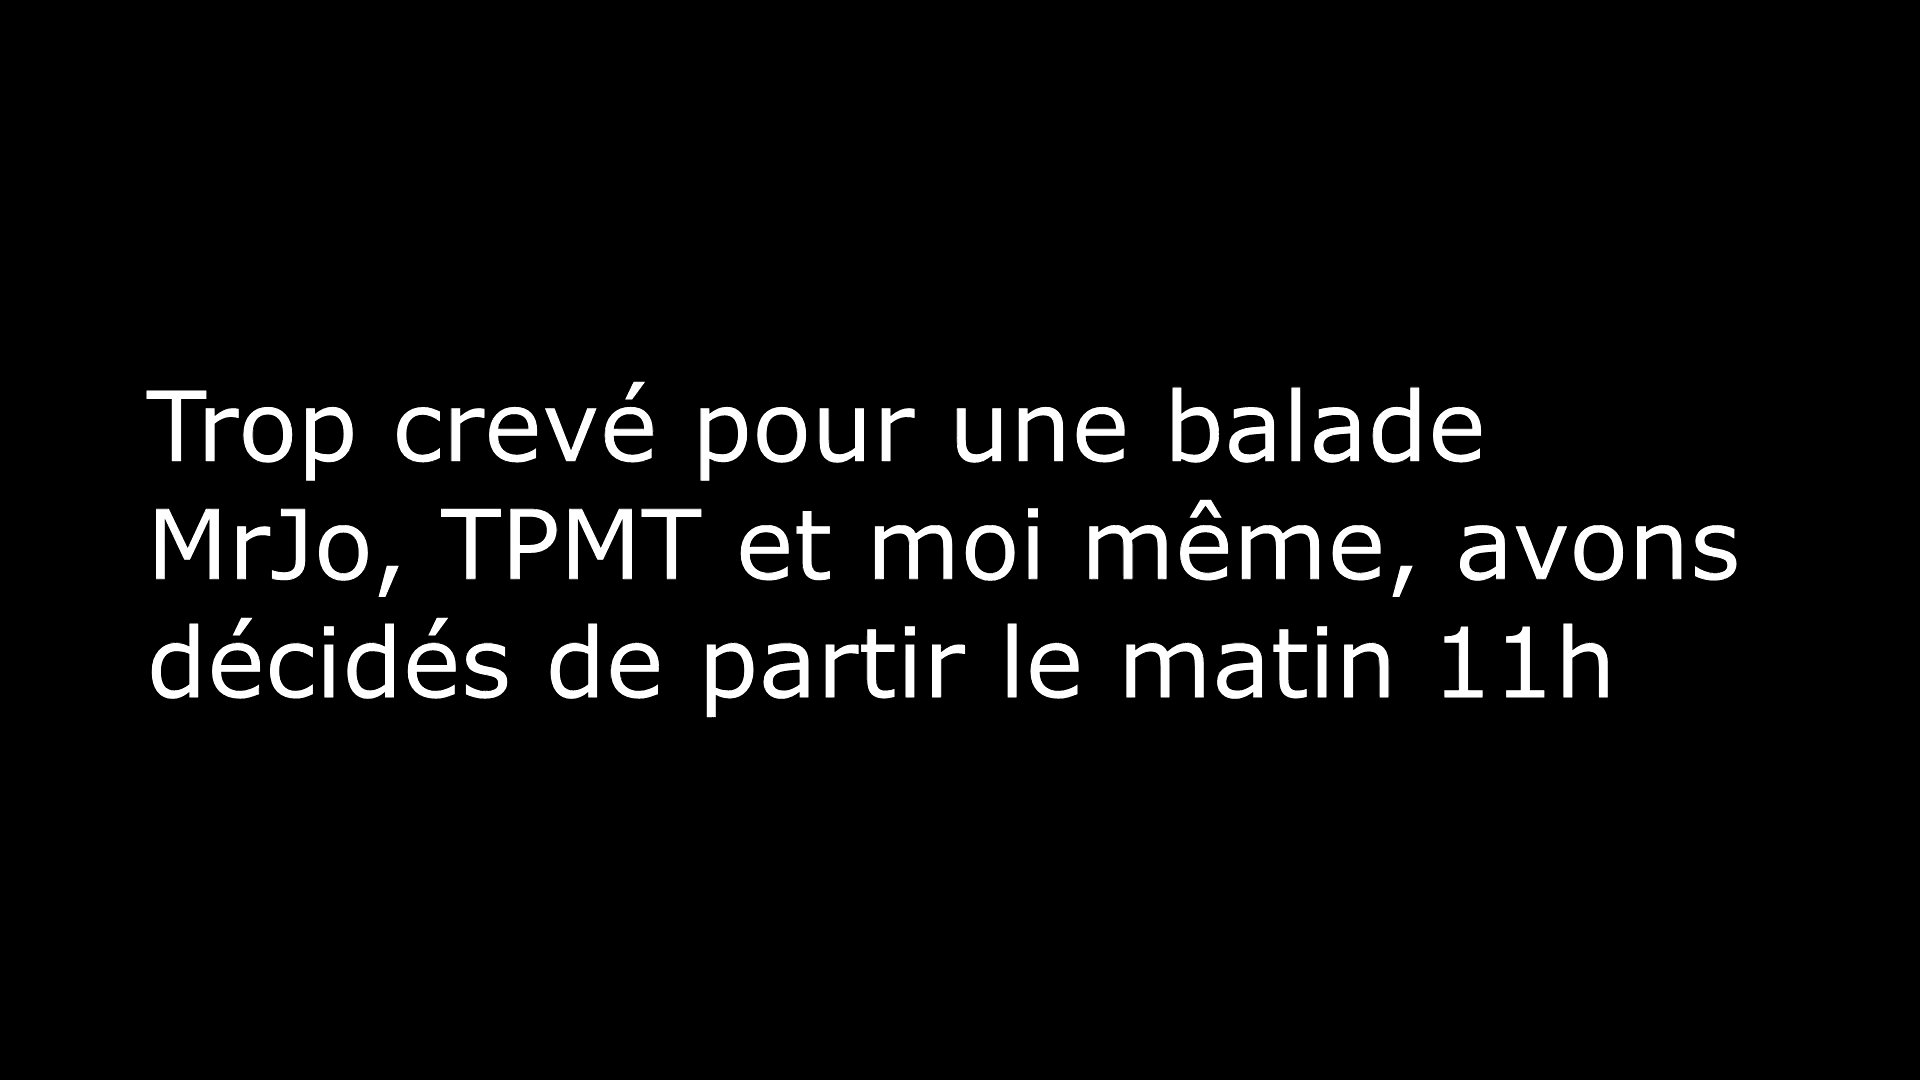 Trop crevé pour une balade
MrJo, TPMT et moi même, avons
décidés de partir le matin 11h